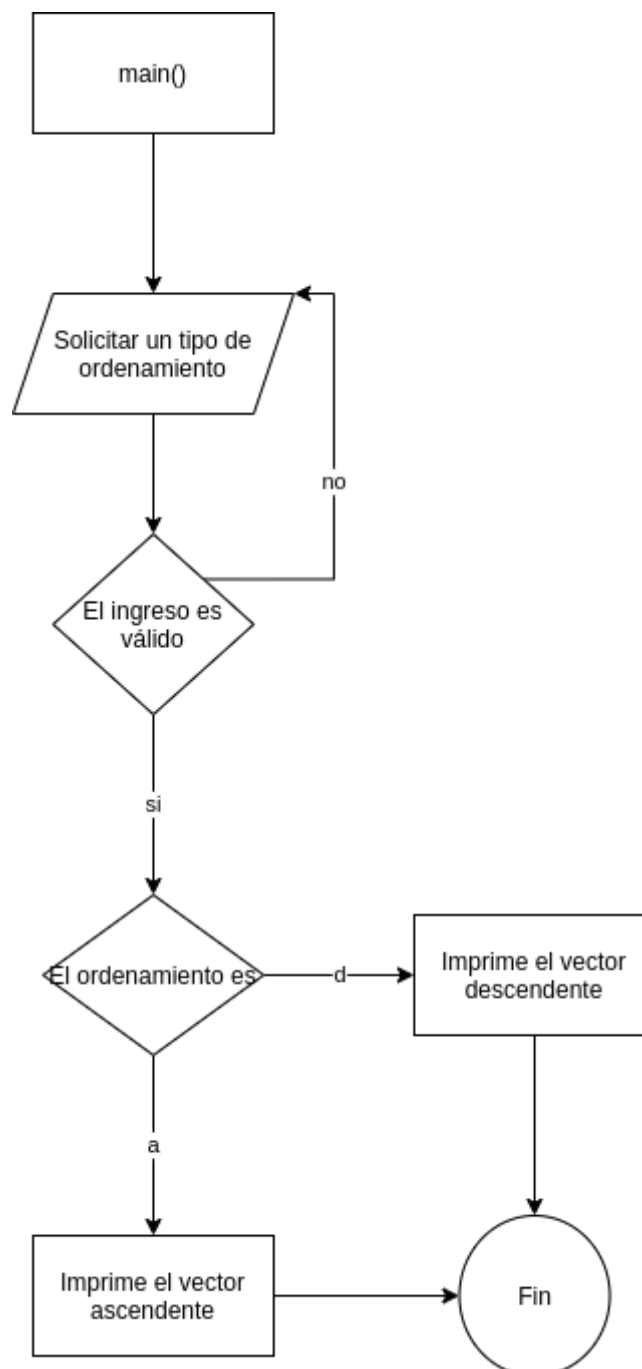 main()
Solicitar un tipo de
ordenamiento
no
El ingreso es
válido
si
El ordenamiento es
d
Imprime el vector
descendente
a
Imprime el vector
ascendente
Fin